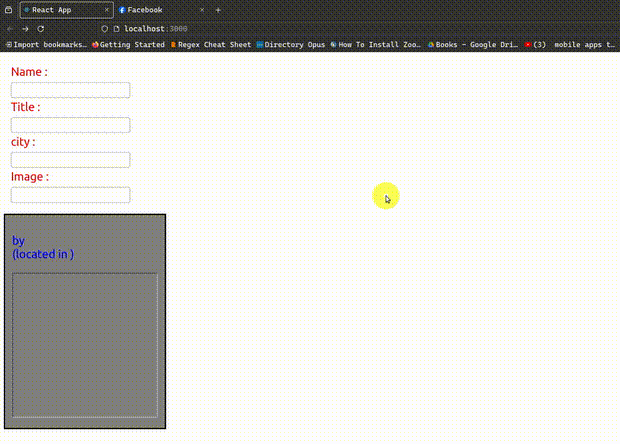 React App
Facebook
localhost:3000
Import bookmarks…
Getting Started
Regex Cheat Sheet
Directory Opus
How To Install Zoo…
Books – Google Dri…
(3) mobile apps t…
Name :
Title :
city :
Image :
by
(located in )